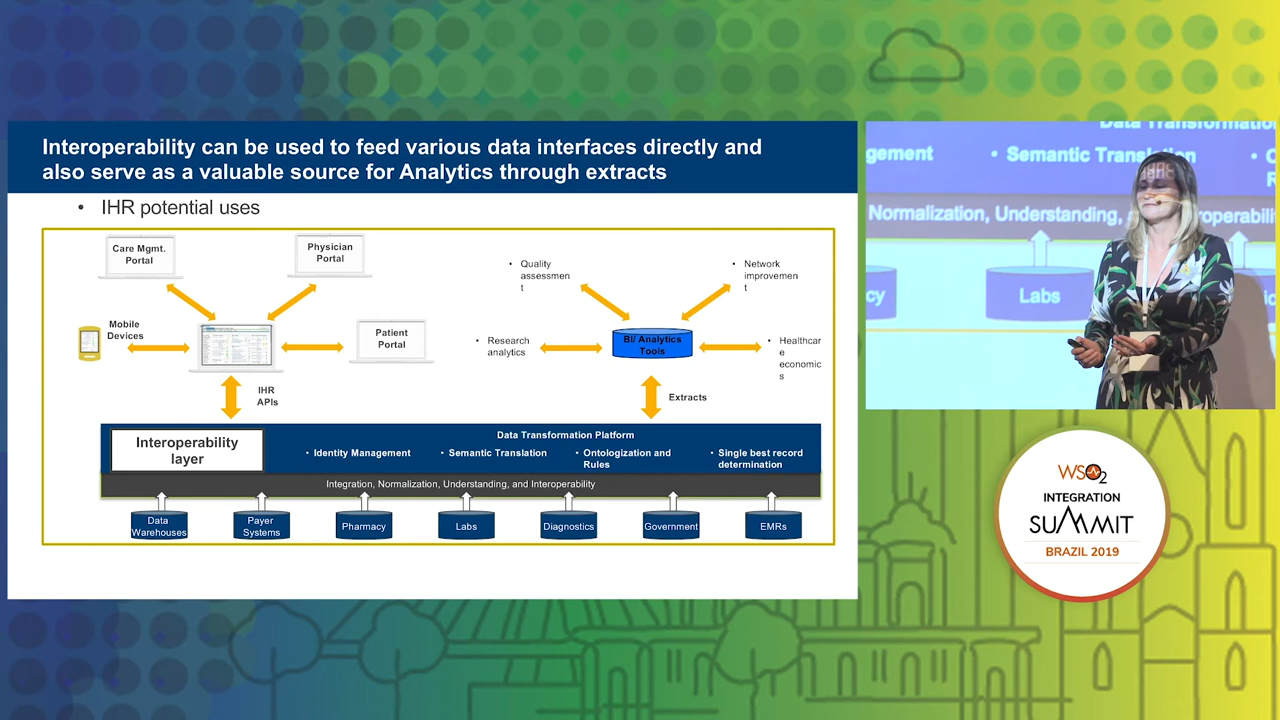 Interoperability can be used to feed various data interfaces directly and
also serve as a valuable source for Analytics through extracts
• IHR potential uses
Care Mgmt.
Portal
Physician
Portal
Mobile
Devices
Patient
Portal
IHR
APIs
• Quality
assessmen
t
• Network
improvemen
t
• Research
analytics
BI/ Analytics
Tools
• Healthcar
e
economic
s
Extracts
Interoperability
layer
Data Transformation Platform
• Identity Management
• Semantic Translation
• Ontologization and
Rules
• Single best record
determination
Integration, Normalization, Understanding, and Interoperability
Data
Warehouses
Payer
Systems
Pharmacy
Labs
Diagnostics
Government
EMRs
Data Transformation
gement
• Semantic Translation
Normalization, Understanding,
Labs
WSO2
INTEGRATION
SUMMIT
BRAZIL 2019